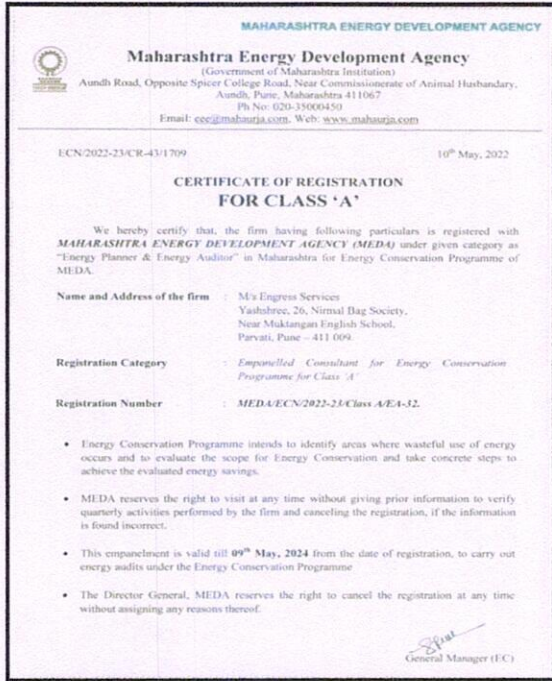 MAHARASHTRA ENERGY DEVELOPMENT AGENCY
Maharashtra Energy Development Agency
(Government of Maharashtra Institution)
Aundh Road, Opposite Spicer College Road, Near Commissionerate of Animal Husbandary,
Aundh, Pune, Maharashtra 411067
Ph No: 020-35000450
Email: eee@mahaurja.com, Web: www.mahaurja.com
ECN/2022-23/CR-43/1709
10th May, 2022
CERTIFICATE OF REGISTRATION
FOR CLASS 'A'
We hereby certify that, the firm having following particulars is registered with
MAHARASHTRA ENERGY DEVELOPMENT AGENCY (MEDA) under given category as
"Energy Planner & Energy Auditor" in Maharashtra for Energy Conservation Programme of
MEDA.
Name and Address of the firm : M/s Engress Services
Yashshree, 26, Nirmal Bag Society,
Near Muktangan English School,
Parvati, Pune – 411 009.
Registration Category : Empanelled Consultant for Energy Conservation
Programme for Class 'A'
Registration Number : MEDA/ECN/2022-23/Class A/EA-32.
• Energy Conservation Programme intends to identify areas where wasteful use of energy
occurs and to evaluate the scope for Energy Conservation and take concrete steps to
achieve the evaluated energy savings.
• MEDA reserves the right to visit at any time without giving prior information to verify
quarterly activities performed by the firm and canceling the registration, if the information
is found incorrect.
• This empanelment is valid till 09th May, 2024 from the date of registration, to carry out
energy audits under the Energy Conservation Programme
• The Director General, MEDA reserves the right to cancel the registration at any time
without assigning any reasons thereof.
General Manager (EC)